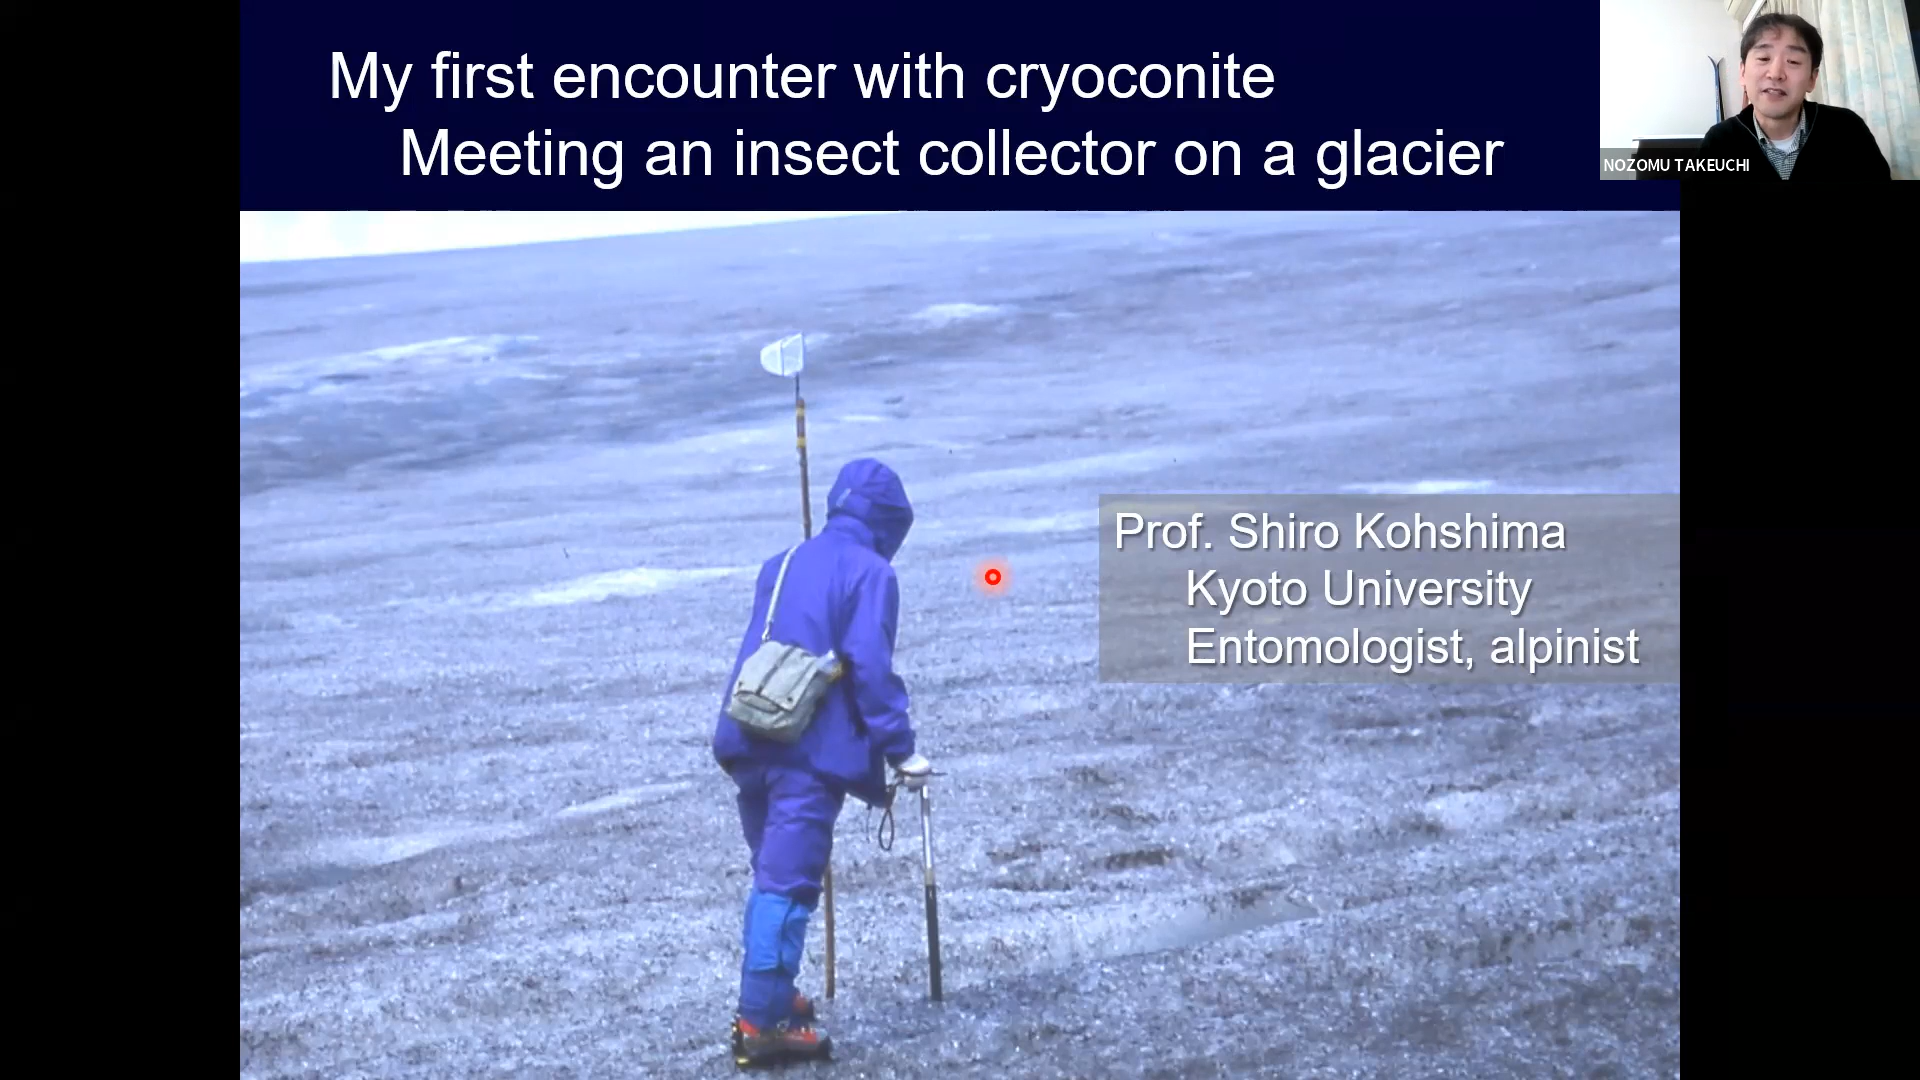 My first encounter with cryoconite
Meeting an insect collector on a glacier
NOZOMU TAKEUCHI
Prof. Shiro Kohshima
Kyoto University
Entomologist, alpinist